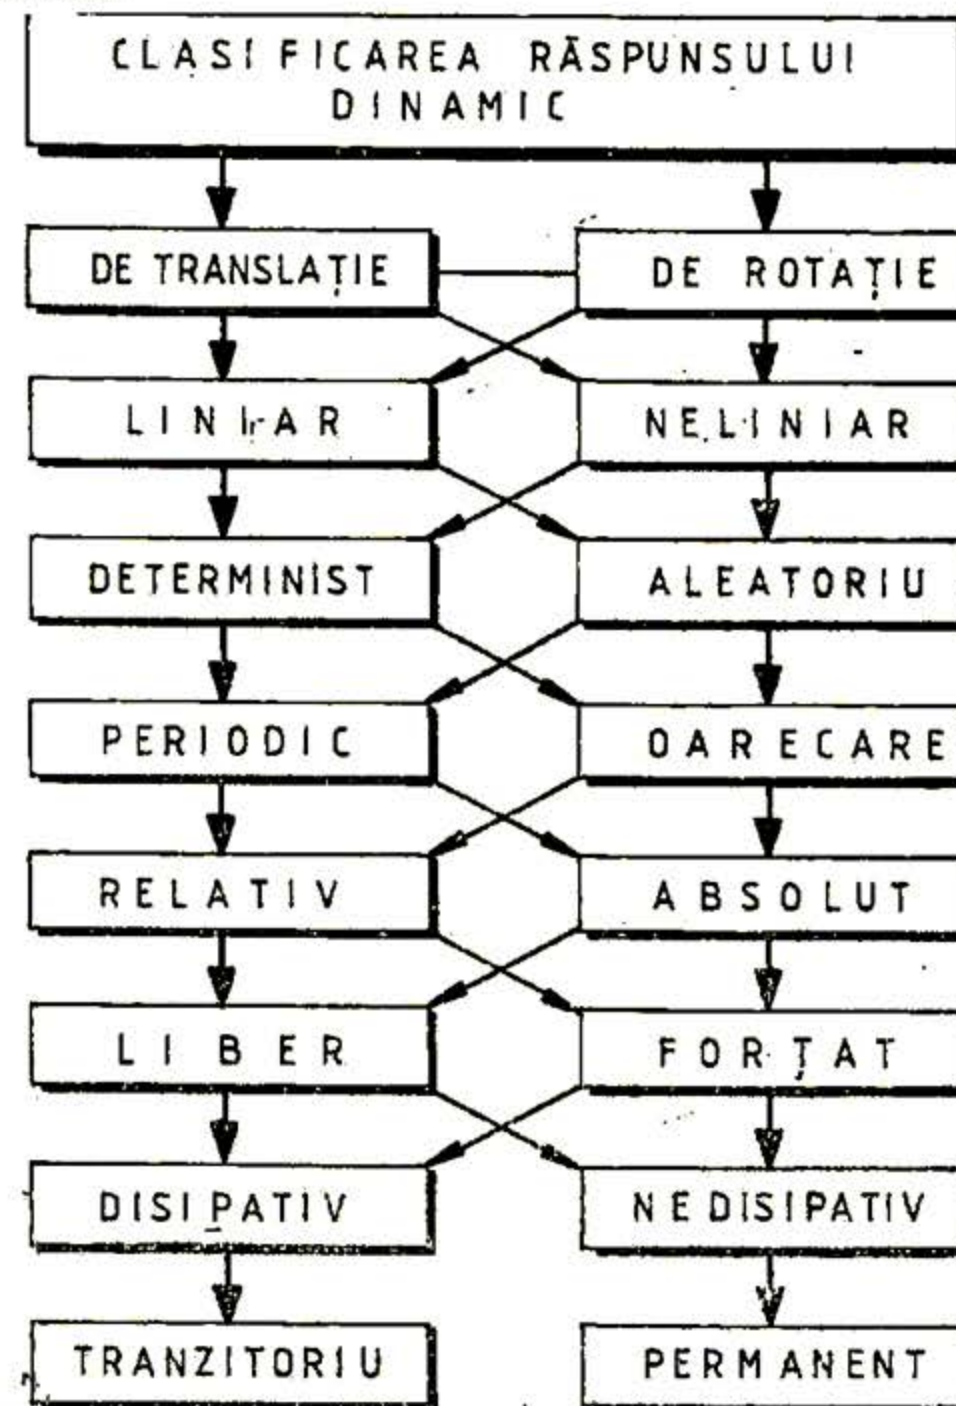 CLASIFICAREA RĂSPUNSULUI
DINAMIC
DE TRANSLAȚIE
DE ROTAȚIE
LINIAR
NELINIAR
DETERMINIST
ALEATORIU
PERIODIC
OARECARE
RELATIV
ABSOLUT
LIBER
FORȚAT
DISIPATIV
NEDISIPATIV
TRANZITORIU
PERMANENT